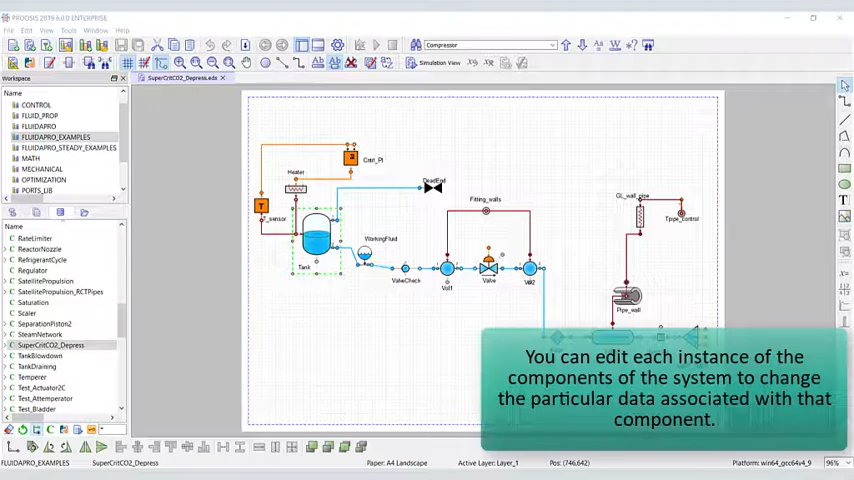 PROOSIS 2019 6.0.0 ENTERPRISE
File Edit View Tools Window Help
Compressor
Simulation View
Workspace
SuperCritCO2_Depress.eds
Name
CONTROL
FLUID_PROP
FLUIDAPRO
FLUIDAPRO_EXAMPLES
FLUIDAPRO_STEADY_EXAMPLES
MATH
MECHANICAL
OPTIMIZATION
PORTS_LIB
Name
RateLimiter
ReactorNozzle
RefrigerantCycle
Regulator
SatellitePropulsion
SatellitePropulsion_RCTPipes
Saturation
Scaler
SeparationPiston2
SteamNetwork
SuperCritCO2_Depress
TankBlowdown
TankDraining
Temperer
Test_Actuator2C
Test_Attemperator
Test_Bladder
Cntrl_Pt
Heater
DeadEnd
T_sensor
Fitting_walls
GL_wall_pipe
Tpipe_control
WorkingFluid
Tank
ValveCheck
Vol1
Valve
Vol2
Pipe_wall
You can edit each instance of the
components of the system to change
the particular data associated with that
component.
FLUIDAPRO_EXAMPLES SuperCritCO2_Depress Paper: A4 Landscape Active Layer: Layer_1 Pos: (746,642) Platform: win64_gcc64v4_9 96%